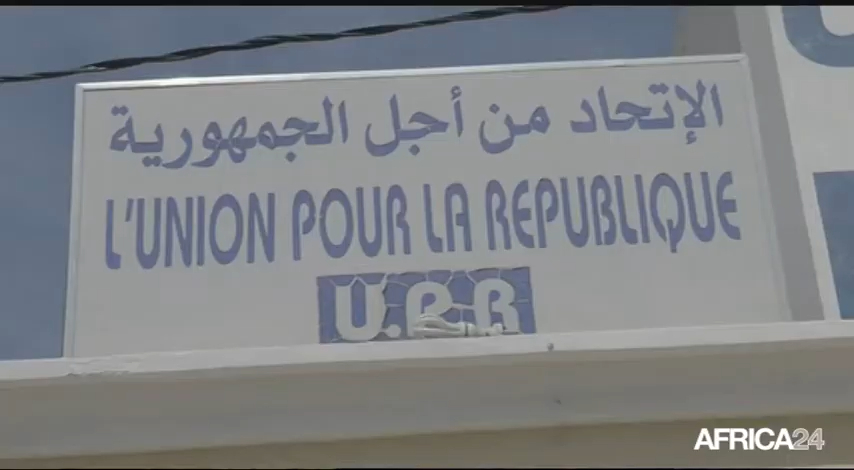 الإتحاد من أجل الجمهورية
L'UNION POUR LA REPUBLIQUE
U.P.R
AFRICA24